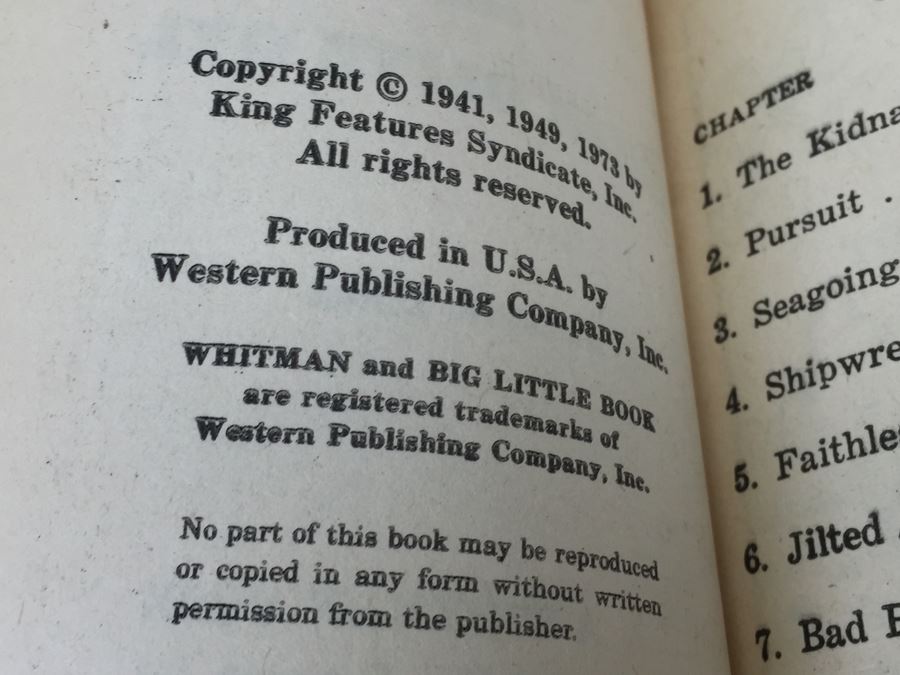 Copyright © 1941, 1949, 1973 by
King Features Syndicate, Inc.
All rights reserved.
Produced in U.S.A. by
Western Publishing Company, Inc.
WHITMAN and BIG LITTLE BOOK
are registered trademarks of
Western Publishing Company, Inc.
No part of this book may be reproduced
or copied in any form without written
permission from the publisher.
CHAPTER
1. The
2. Pursuit .
3. Seagoing
4.
5.
6. Jilted
7. Bad